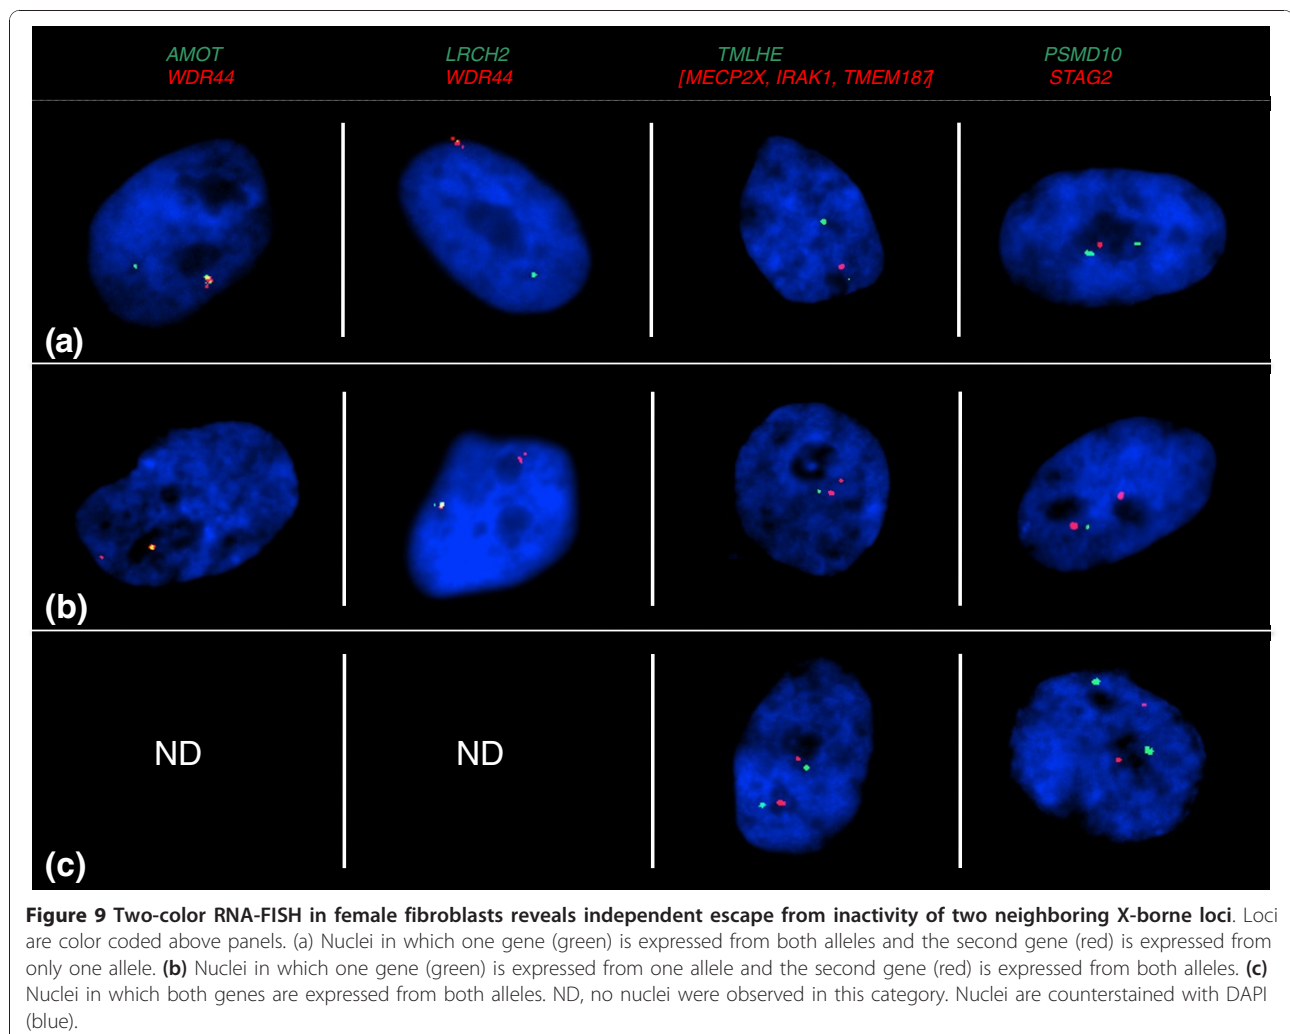 AMOT LRCH2 TMLHE PSMD10
WDR44 WDR44 [MECP2X, IRAK1, TMEM187] STAG2
(a)
(b)
ND ND
(c)
Figure 9 Two-color RNA-FISH in female fibroblasts reveals independent escape from inactivity of two neighboring X-borne loci. Loci
are color coded above panels. (a) Nuclei in which one gene (green) is expressed from both alleles and the second gene (red) is expressed from
only one allele. (b) Nuclei in which one gene (green) is expressed from one allele and the second gene (red) is expressed from both alleles. (c)
Nuclei in which both genes are expressed from both alleles. ND, no nuclei were observed in this category. Nuclei are counterstained with DAPI
(blue).